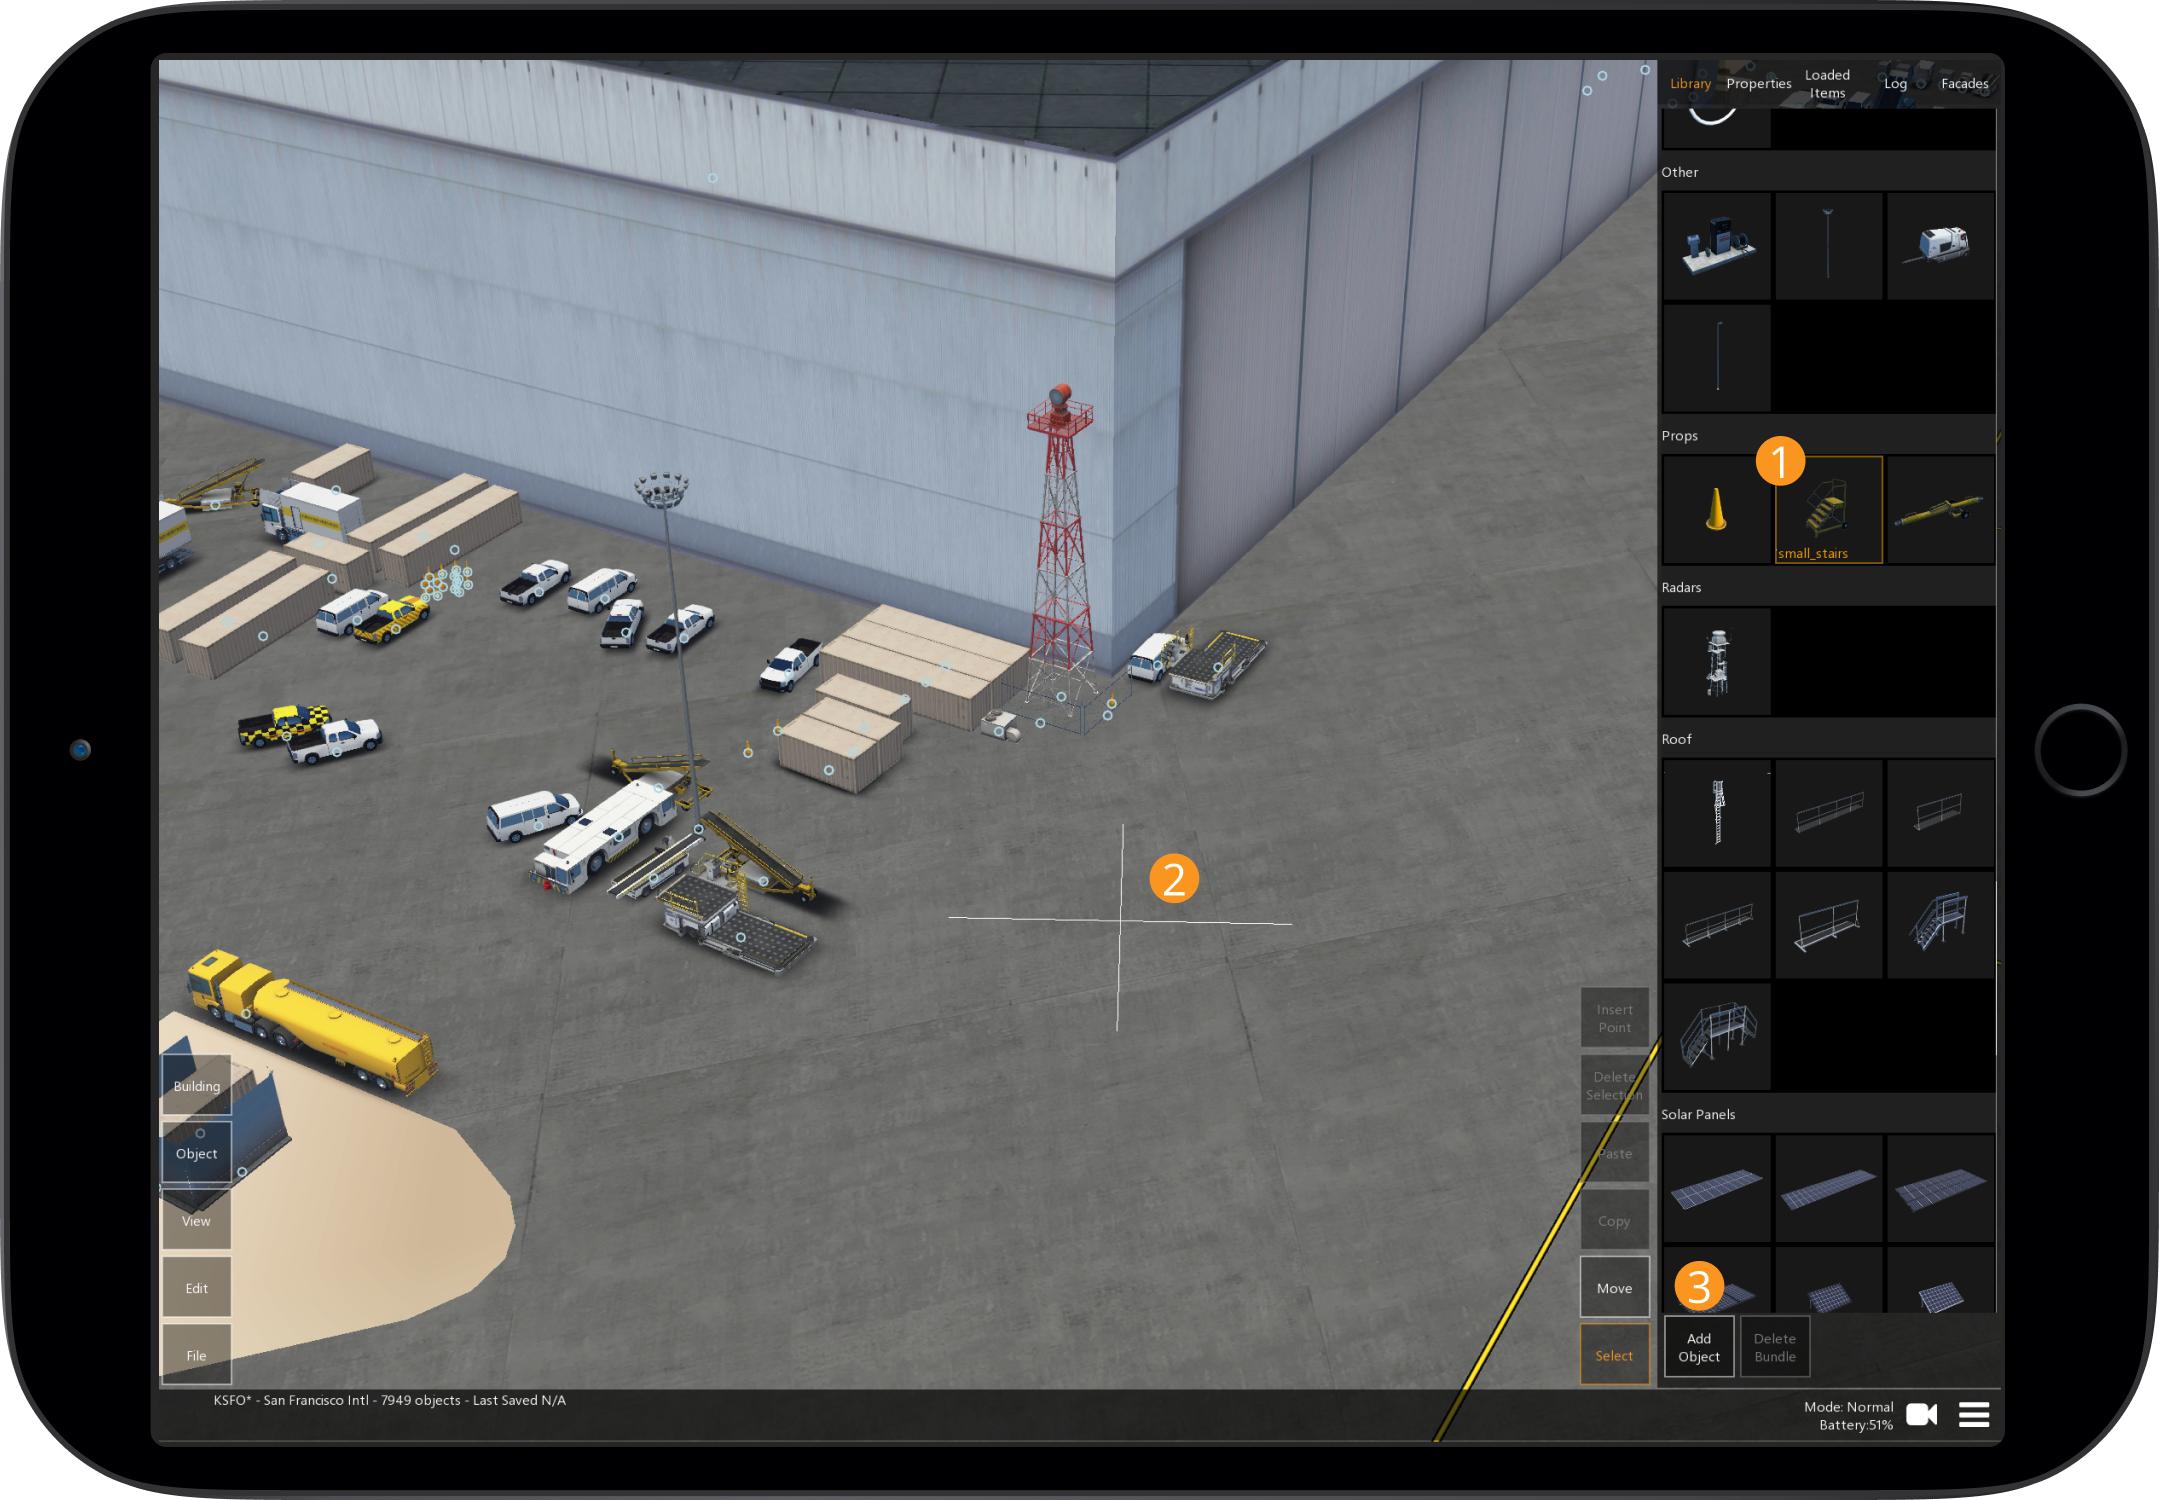 Library
Properties
Loaded
Items
Log
Facades
Other
Props
1
small_stairs
Radars
Roof
2
Insert
Point
Delete
Selection
Building
Solar Panels
Paste
Object
Copy
View
Move
Edit
3
Select
File
Add
Object
Delete
Bundle
KSFO* - San Francisco Intl - 7949 objects - Last Saved N/A
Mode: Normal
Battery:51%